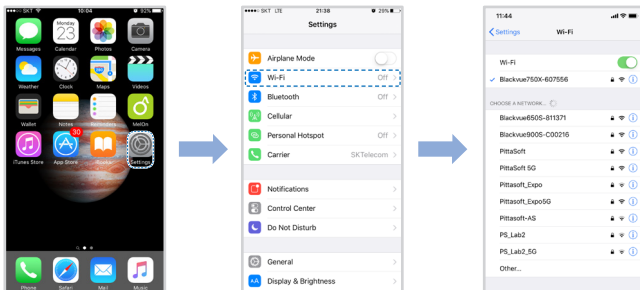 SKT 10:04 92%
Monday
23
Messages Calendar Photos Camera
Weather Clock Maps Videos
Wallet Notes Reminders MelOn
30
iTunes Store App Store iBooks Settings
Phone Safari Mail Music
SKT LTE 21:38 29%
Settings
Airplane Mode
Wi-Fi Off
Bluetooth Off
Cellular
Personal Hotspot Off
Carrier SKTelecom
Notifications
Control Center
Do Not Disturb
General
AA Display & Brightness
11:44
Settings Wi-Fi
Wi-Fi
Blackvue750X-607556
CHOOSE A NETWORK...
Blackvue650S-811371
Blackvue900S-C00216
PittaSoft
PittaSoft 5G
Pittasoft_Expo
Pittasoft_Expo5G
Pittasoft-AS
PS_Lab2
PS_Lab2_5G
Other...